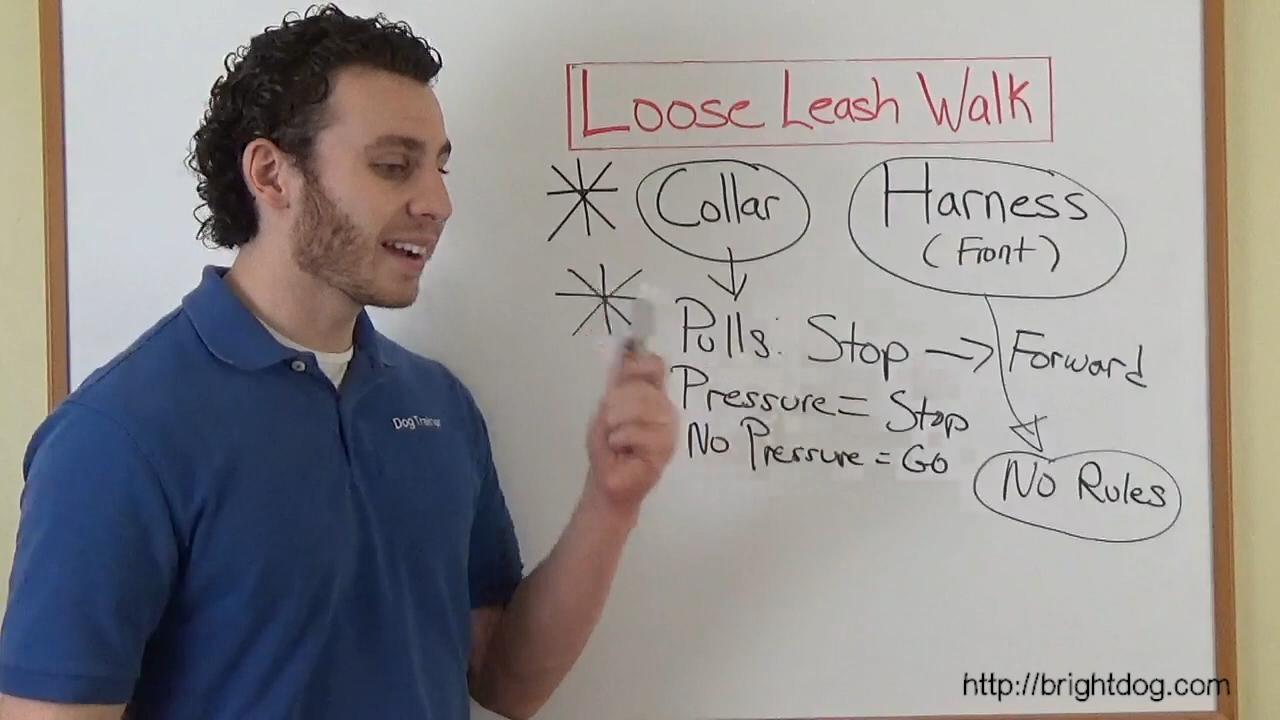 Loose Leash Walk
Collar
Harness
(Front)
Pulls: Stop → Forward
Pressure = Stop
No Pressure = Go
No Rules
Dog Trainer
http://brightdog.com